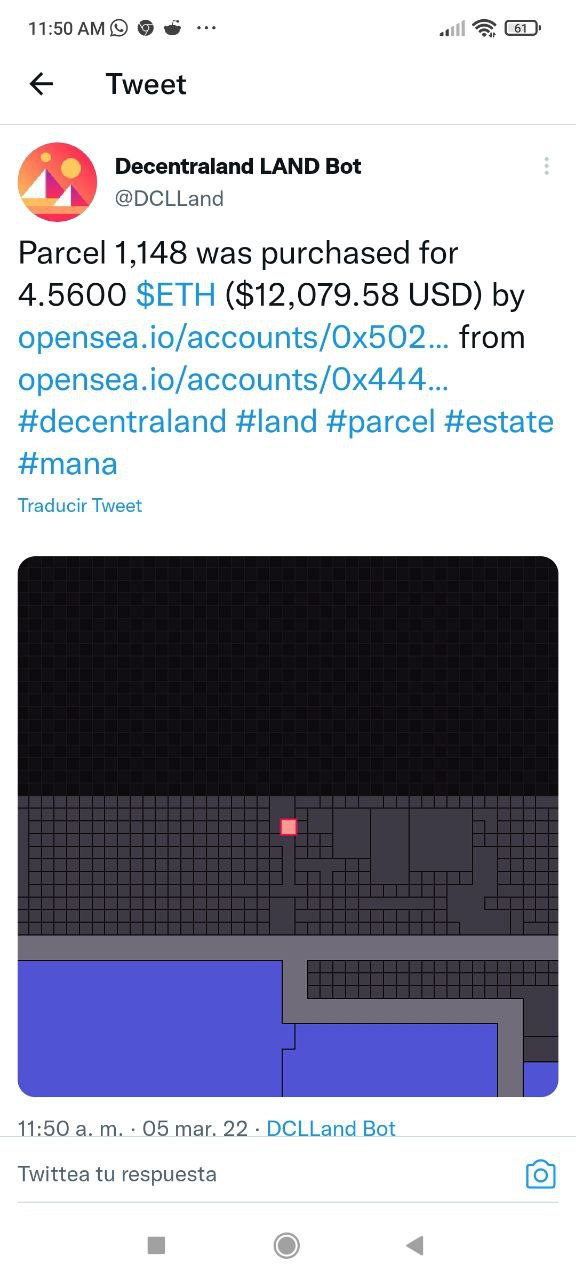 11:50 AM
61
Tweet
Decentraland LAND Bot
@DCLLand
Parcel 1,148 was purchased for
4.5600 $ETH ($12,079.58 USD) by
opensea.io/accounts/0x502... from
opensea.io/accounts/0x444...
#decentraland #land #parcel #estate
#mana
Traducir Tweet
11:50 a. m. · 05 mar. 22 · DCLLand Bot
Twittea tu respuesta